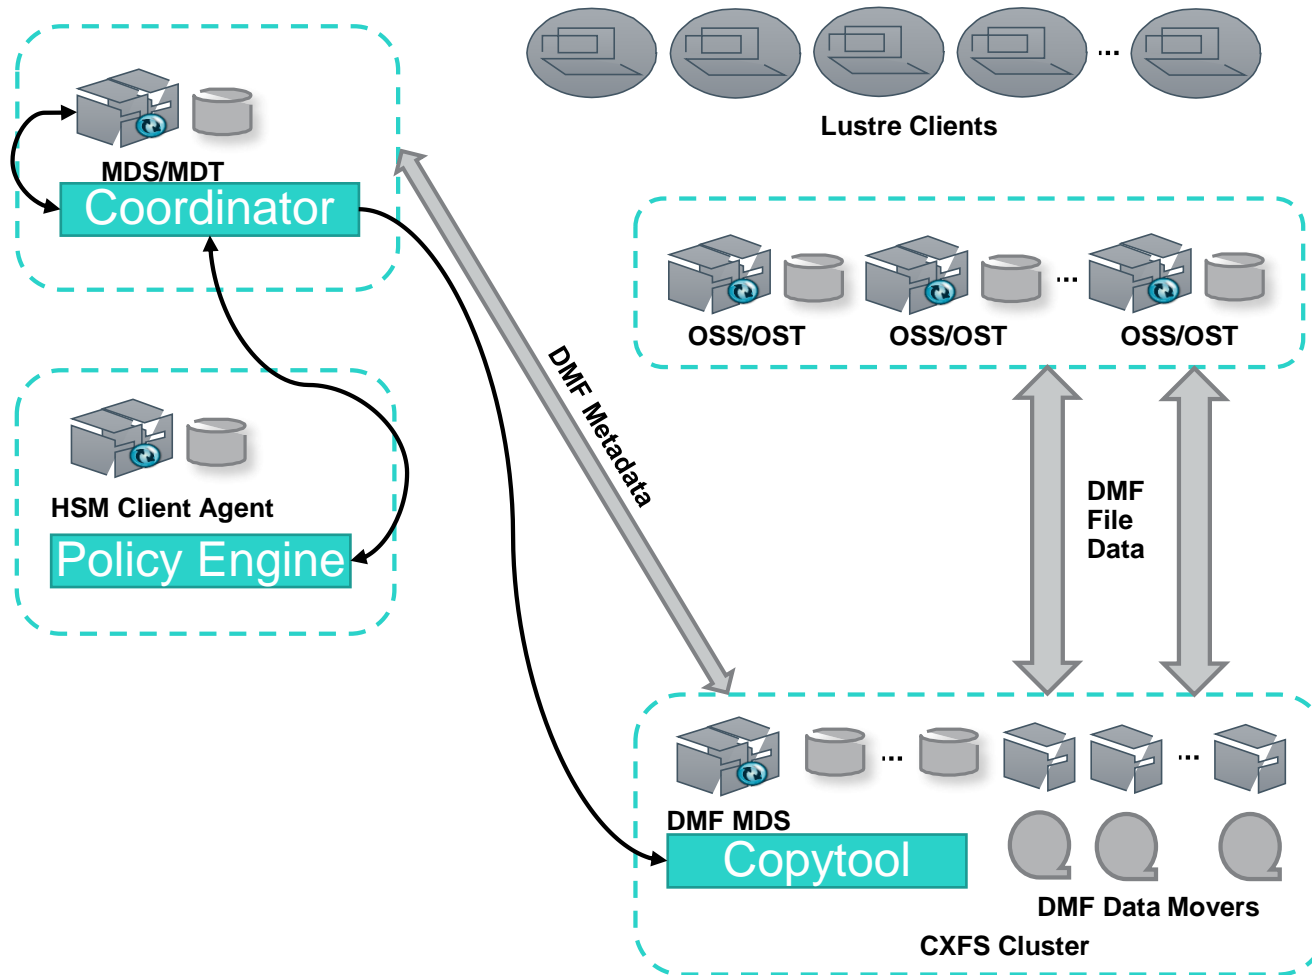 Lustre Clients
...
MDS/MDT
Coordinator
OSS/OST
OSS/OST
...
OSS/OST
DMF Metadata
HSM Client Agent
Policy Engine
DMF
File
Data
DMF MDS
...
...
Copytool
DMF Data Movers
CXFS Cluster